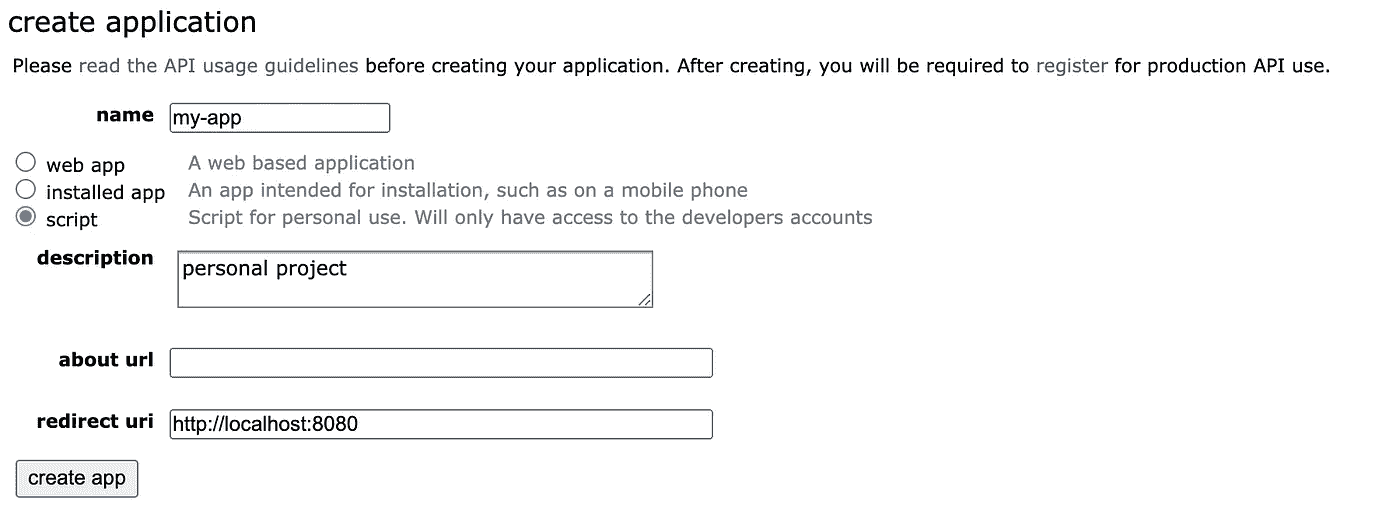 create application
Please read the API usage guidelines before creating your application. After creating, you will be required to register for production API use.
name my-app
web app A web based application
installed app An app intended for installation, such as on a mobile phone
script Script for personal use. Will only have access to the developers accounts
description personal project
about url
redirect uri http://localhost:8080
create app